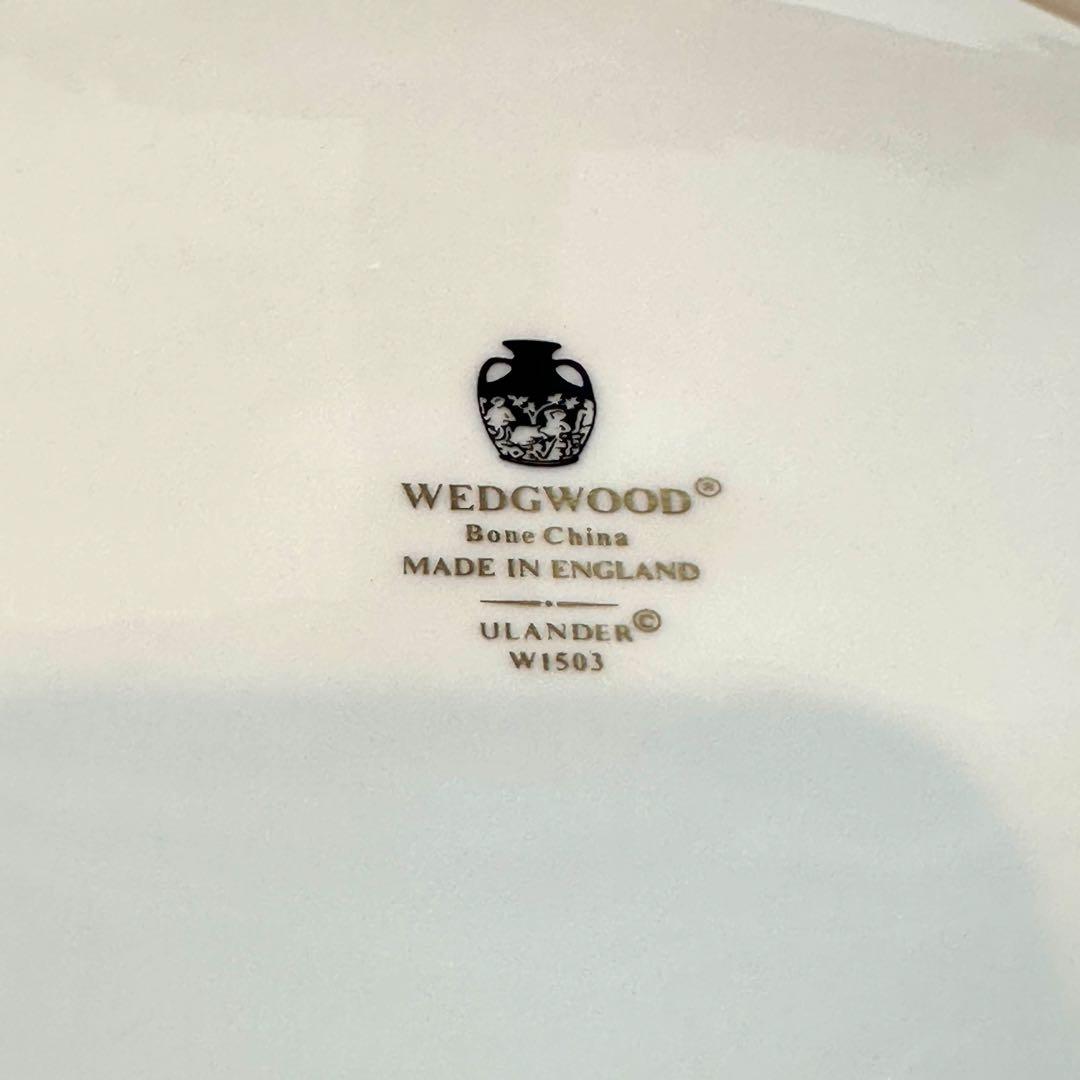 WEDGWOOD®
Bone China
MADE IN ENGLAND
ULANDER©
W1503